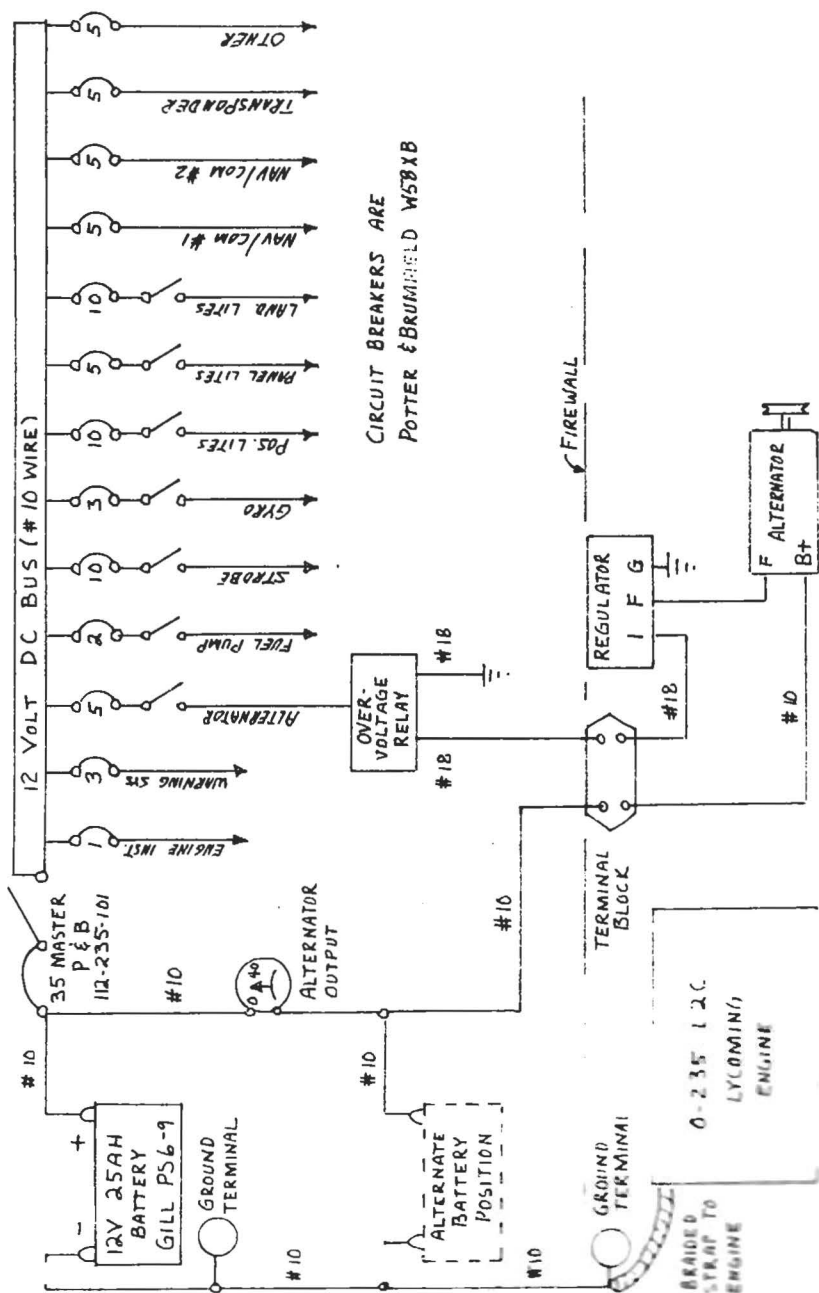 12 VOLT DC BUS (#10 WIRE)
35 MASTER
P & B
112-235-101
1
ENGINE INST.
3
WARNING SYS
5
ALTERNATOR
2
FUEL PUMP
10
STROBE
3
GYRO
10
POS. LITES
5
PANEL LITES
10
LAND. LITES
5
NAV/COM #1
5
NAV/COM #2
5
TRANSPONDER
5
OTHER
#10
+
-
12V 25AH
BATTERY
GILL PS6-9
GROUND
TERMINAL
#10
0 40
ALTERNATOR
OUTPUT
OVER-
VOLTAGE
RELAY
#18
#18
CIRCUIT BREAKERS ARE
POTTER & BRUMFIELD W58XB
#10
#10
ALTERNATE
BATTERY
POSITION
#10
#10
TERMINAL
BLOCK
FIREWALL
REGULATOR
I F G
#18
#10
F
B+
ALTERNATOR
GROUND
TERMINAL
BRAIDED
STRAP TO
ENGINE
O-235 L2C
LYCOMING
ENGINE